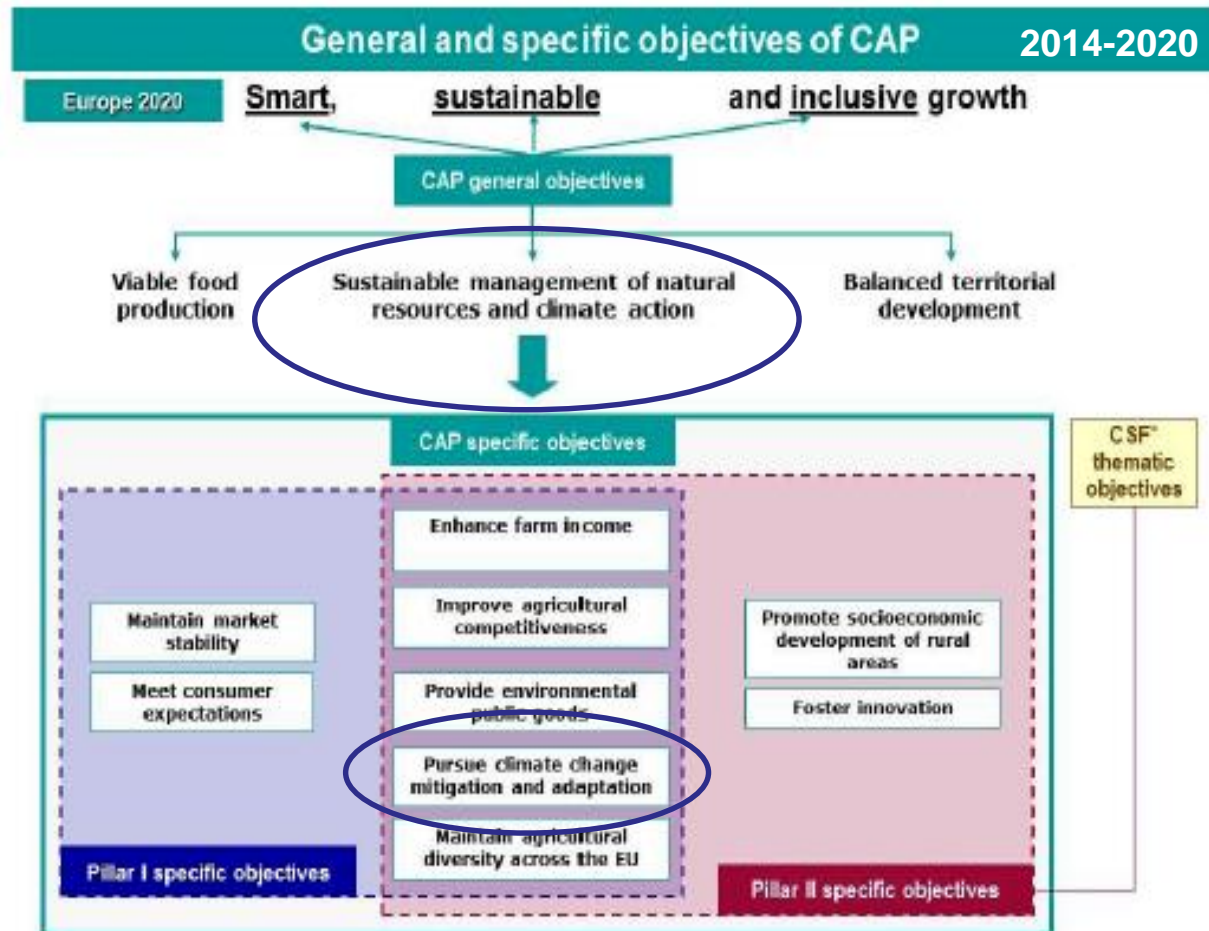 General and specific objectives of CAP 2014-2020
Europe 2020 Smart, sustainable and inclusive growth
CAP general objectives
Viable food
production
Sustainable management of natural
resources and climate action
Balanced territorial
development
CAP specific objectives
CSF*
thematic
objectives
Enhance farm income
Maintain market
stability
Improve agricultural
competitiveness
Promote socioeconomic
development of rural
areas
Meet consumer
expectations
Provide environmental
public goods
Foster innovation
Pursue climate change
mitigation and adaptation
Maintain agricultural
diversity across the EU
Pillar I specific objectives
Pillar II specific objectives